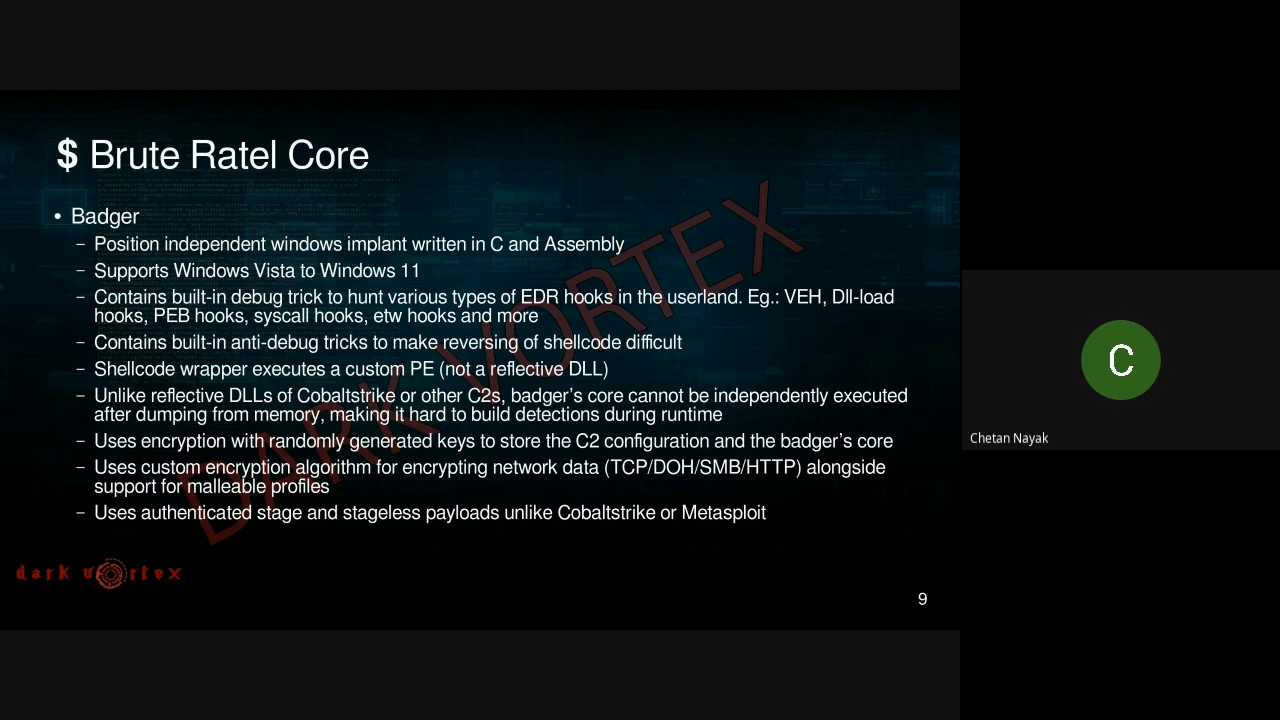 $ Brute Ratel Core
• Badger
– Position independent windows implant written in C and Assembly
– Supports Windows Vista to Windows 11
– Contains built-in debug trick to hunt various types of EDR hooks in the userland. Eg.: VEH, Dll-load
hooks, PEB hooks, syscall hooks, etw hooks and more
– Contains built-in anti-debug tricks to make reversing of shellcode difficult
– Shellcode wrapper executes a custom PE (not a reflective DLL)
– Unlike reflective DLLs of Cobaltstrike or other C2s, badger's core cannot be independently executed
after dumping from memory, making it hard to build detections during runtime
– Uses encryption with randomly generated keys to store the C2 configuration and the badger's core
– Uses custom encryption algorithm for encrypting network data (TCP/DOH/SMB/HTTP) alongside
support for malleable profiles
– Uses authenticated stage and stageless payloads unlike Cobaltstrike or Metasploit
DARK VORTEX
dark vortex
9
C
Chetan Nayak